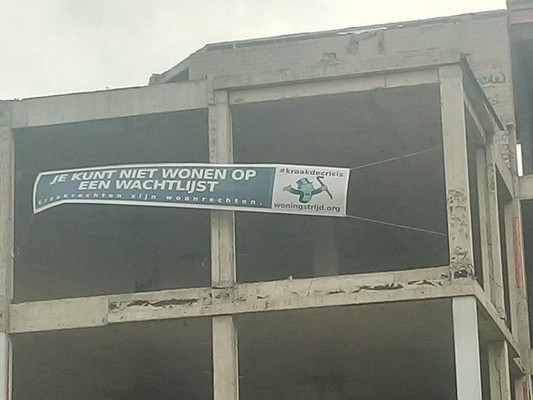 JE KUNT NIET WONEN OP
EEN WACHTLIJST
kraakrechten zijn woonrechten.
#kraakdecrisis
woningstrijd.org